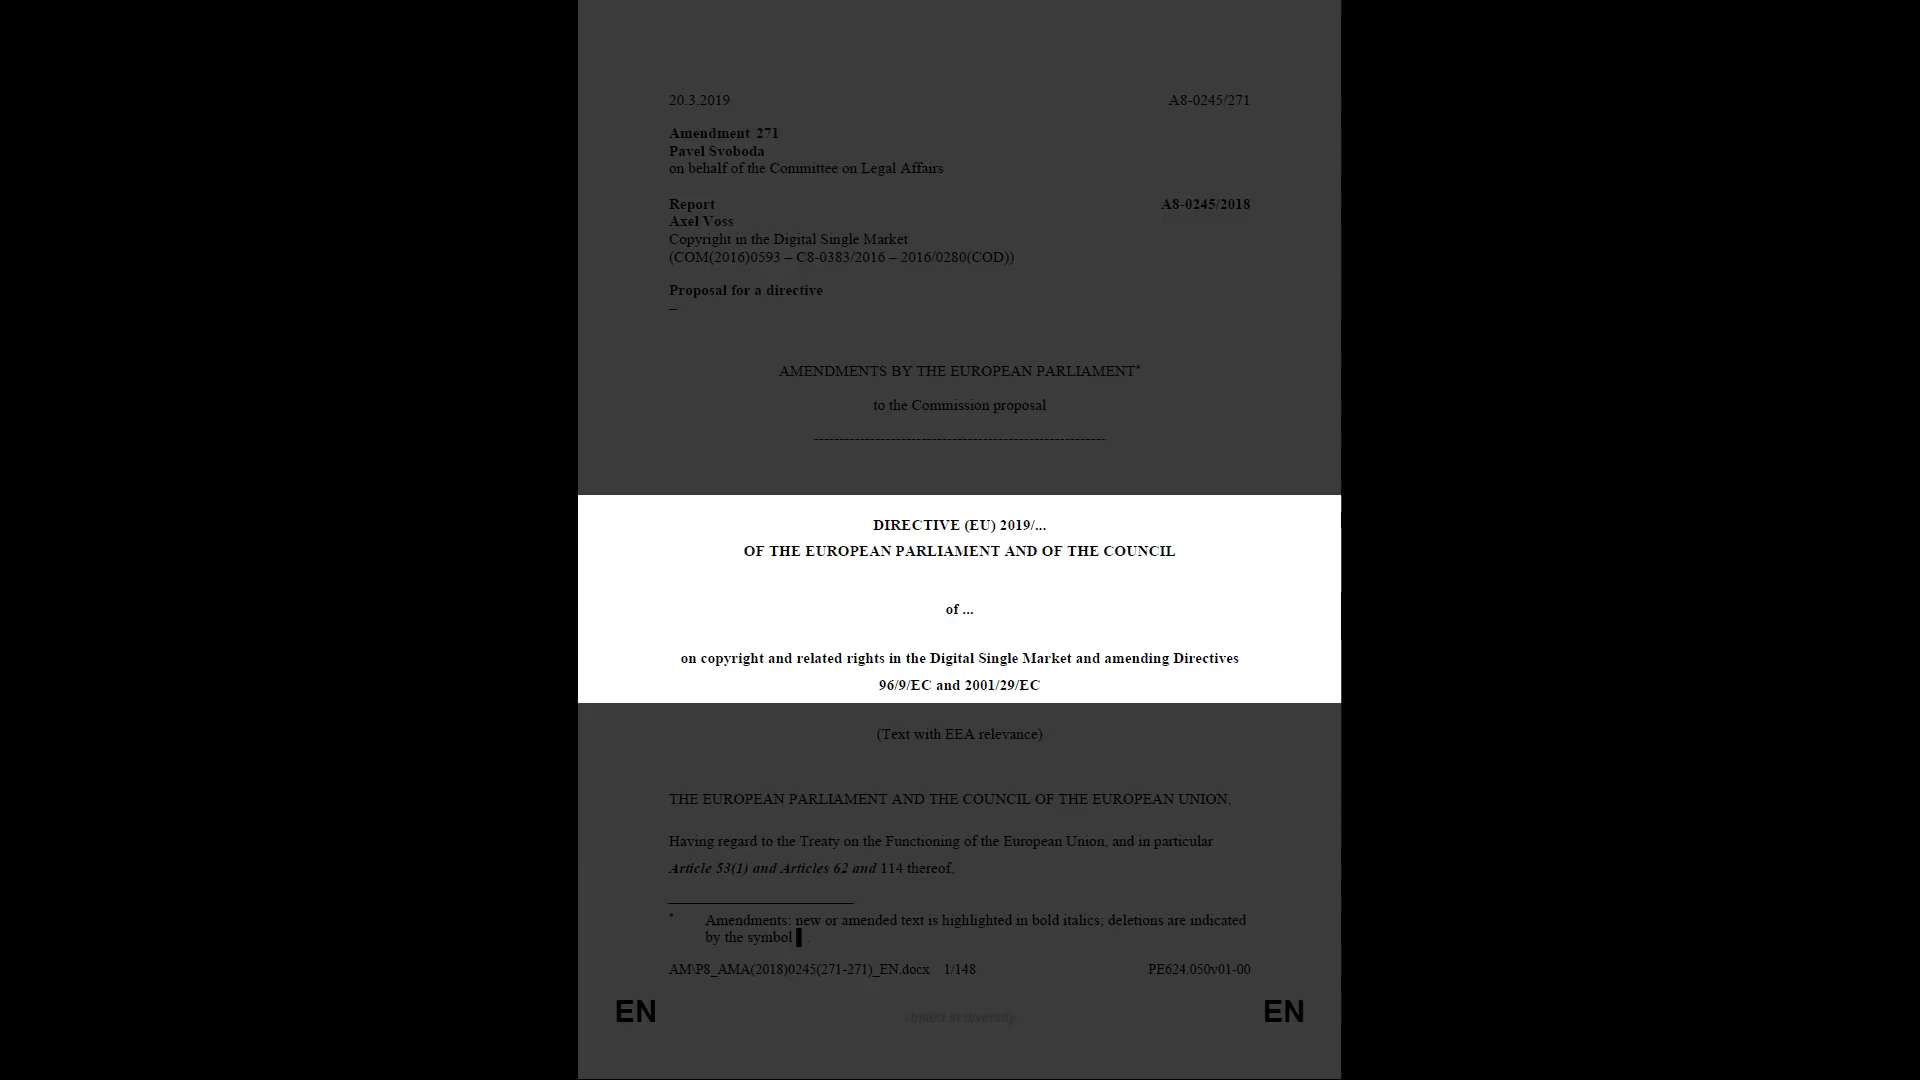 20.3.2019 A8-0245/271
Amendment 271
Pavel Svoboda
on behalf of the Committee on Legal Affairs
Report A8-0245/2018
Axel Voss
Copyright in the Digital Single Market
(COM(2016)0593 – C8-0383/2016 – 2016/0280(COD))
Proposal for a directive
–
AMENDMENTS BY THE EUROPEAN PARLIAMENT*
to the Commission proposal
---------------------------------------------------------
DIRECTIVE (EU) 2019/...
OF THE EUROPEAN PARLIAMENT AND OF THE COUNCIL
of ...
on copyright and related rights in the Digital Single Market and amending Directives
96/9/EC and 2001/29/EC
(Text with EEA relevance)
THE EUROPEAN PARLIAMENT AND THE COUNCIL OF THE EUROPEAN UNION,
Having regard to the Treaty on the Functioning of the European Union, and in particular
Article 53(1) and Articles 62 and 114 thereof,
* Amendments: new or amended text is highlighted in bold italics; deletions are indicated
by the symbol ▌.
AM\P8_AMA(2018)0245(271-271)_EN.docx 1/148 PE624.050v01-00
EN United in diversity EN